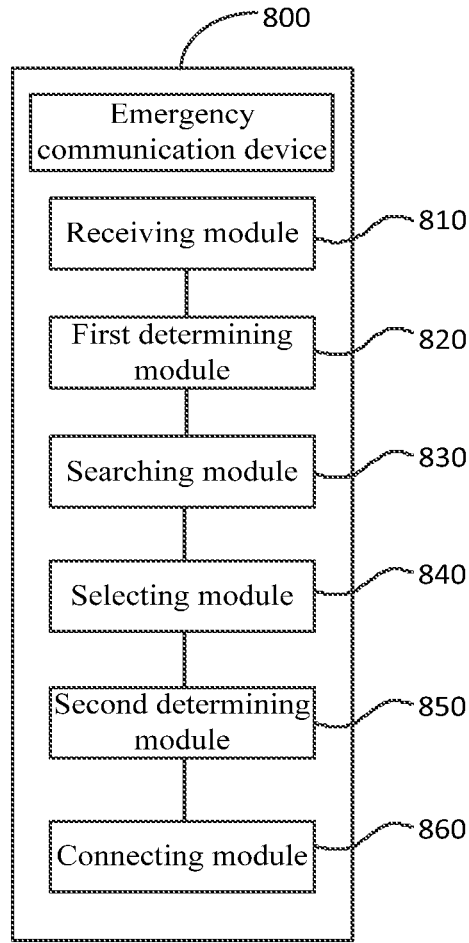 800
Emergency
communication device
Receiving module
810
First determining
module
820
Searching module
830
Selecting module
840
Second determining
module
850
Connecting module
860